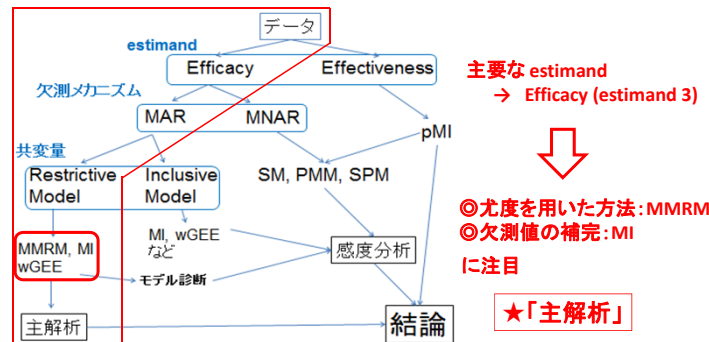 データ
estimand
Efficacy
Effectiveness
欠測メカニズム
MAR
MNAR
pMI
共変量
Restrictive
Model
Inclusive
Model
SM, PMM, SPM
MMRM, MI
wGEE
MI, wGEE
など
モデル診断
感度分析
主解析
結論
主要な estimand
→ Efficacy (estimand 3)
◎尤度を用いた方法：MMRM
◎欠測値の補完：MI
に注目
★「主解析」